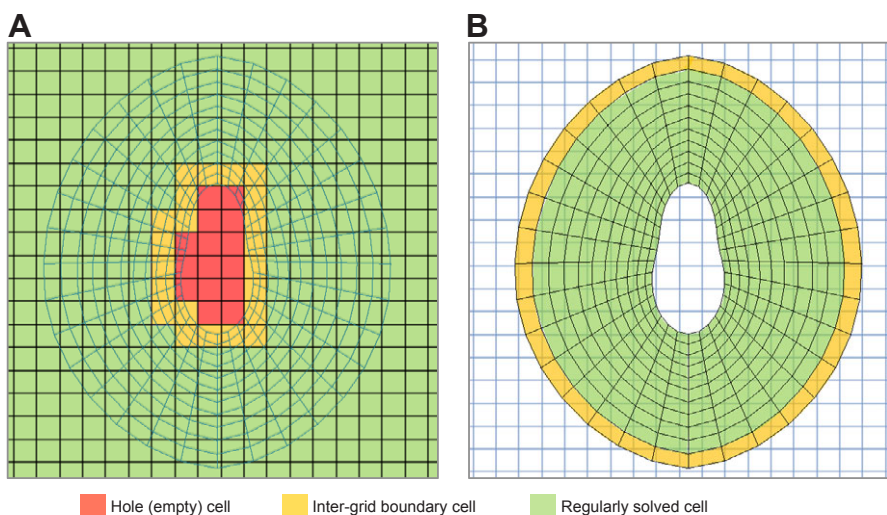 A
B
Hole (empty) cell
Inter-grid boundary cell
Regularly solved cell